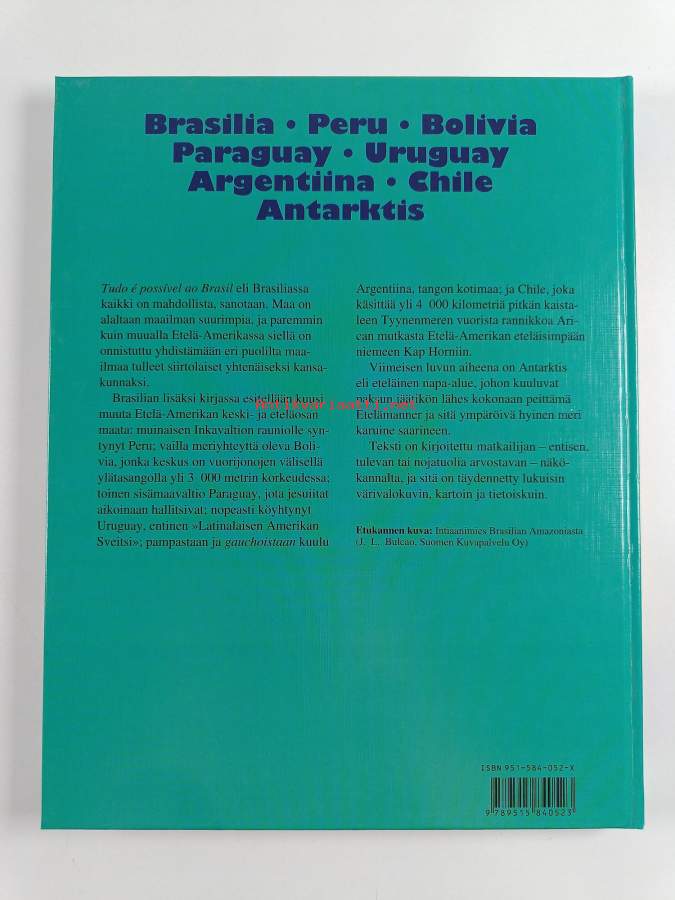 Brasilia • Peru • Bolivia
Paraguay • Uruguay
Argentiina • Chile
Antarktis
Tudo é possível ao Brasil eli Brasiliassa
kaikki on mahdollista, sanotaan. Maa on
alaltaan maailman suurimpia, ja paremmin
kuin muualla Etelä-Amerikassa siellä on
onnistuttu yhdistämään eri puolilta maa-
ilmaa tulleet siirtolaiset yhtenäiseksi kansa-
kunnaksi.
Brasilian lisäksi kirjassa esitellään kuusi
muuta Etelä-Amerikan keski- ja eteläosan
maata: muinaisen Inkavaltion raunioille syn-
tynyt Peru; vailla meriyhteyttä oleva Boli-
via, jonka keskus on vuorijonojen välisellä
ylätasangolla yli 3 000 metrin korkeudessa;
toinen sisämaavaltio Paraguay, jota jesuiitat
aikoinaan hallitsivat; nopeasti köyhtynyt
Uruguay, entinen »Latinalaisen Amerikan
Sveitsi»; pampastaan ja gauchoistaan kuulu
Argentiina, tangon kotimaa; ja Chile, joka
käsittää yli 4 000 kilometriä pitkän kaista-
leen Tyynenmeren vuorista rannikkoa Ari-
can mutkasta Etelä-Amerikan eteläisimpään
niemeen Kap Horniin.
Viimeisen luvun aiheena on Antarktis
eli eteläinen napa-alue, johon kuuluvat
paksun jäätikön lähes kokonaan peittämä
Etelämanner ja sitä ympäröivä hyinen meri
karuine saarineen.
Teksti on kirjoitettu matkailijan – entisen,
tulevan tai nojatuolia arvostavan – näkö-
kannalta, ja sitä on täydennetty lukuisin
värivalokuvin, kartoin ja tietoiskuin.
Etukannen kuva: Intiaanimies Brasilian Amazoniasta
(J. L. Bulcao, Suomen Kuvapalvelu Oy)
Antikvariaatti.net
ISBN 951-584-052-X
9 789515 840523